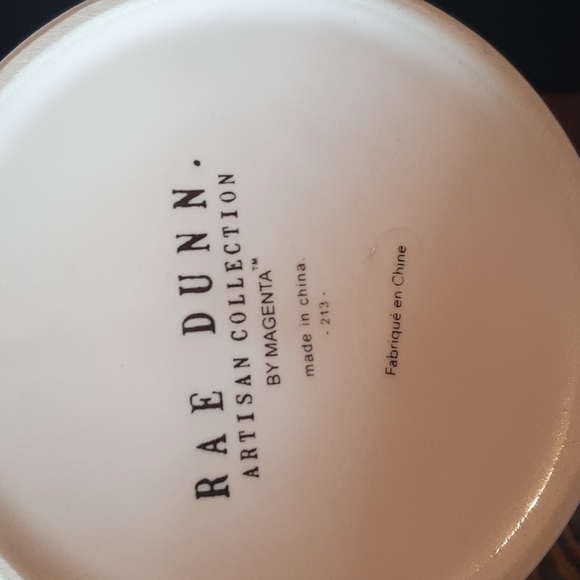 RAE DUNN.
ARTISAN COLLECTION
BY MAGENTA™
made in china.
- 213 -
Fabriqué en Chine